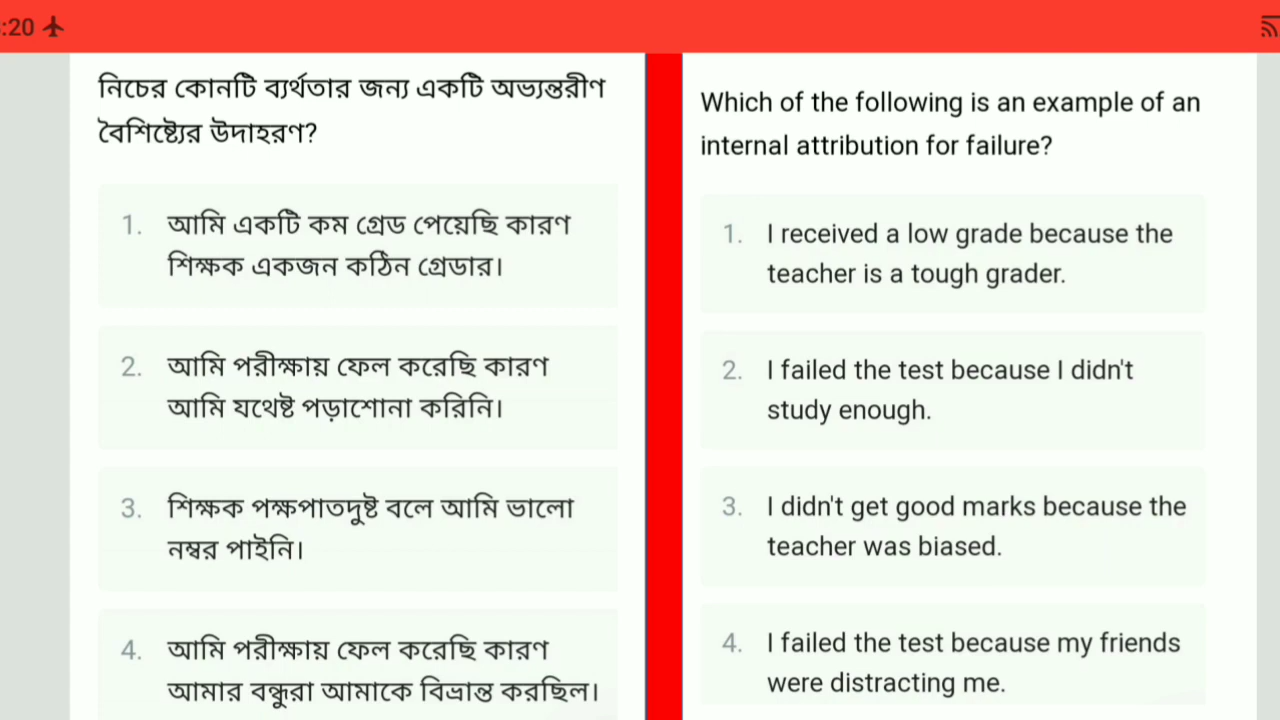 :20
নিচের কোনটি ব্যর্থতার জন্য একটি অভ্যন্তরীণ
বৈশিষ্ট্যের উদাহরণ?
1. আমি একটি কম গ্রেড পেয়েছি কারণ
শিক্ষক একজন কঠিন গ্রেডার।
2. আমি পরীক্ষায় ফেল করেছি কারণ
আমি যথেষ্ট পড়াশোনা করিনি।
3. শিক্ষক পক্ষপাতদুষ্ট বলে আমি ভালো
নম্বর পাইনি।
4. আমি পরীক্ষায় ফেল করেছি কারণ
আমার বন্ধুরা আমাকে বিভ্রান্ত করছিল।
Which of the following is an example of an
internal attribution for failure?
1. I received a low grade because the
teacher is a tough grader.
2. I failed the test because I didn't
study enough.
3. I didn't get good marks because the
teacher was biased.
4. I failed the test because my friends
were distracting me.